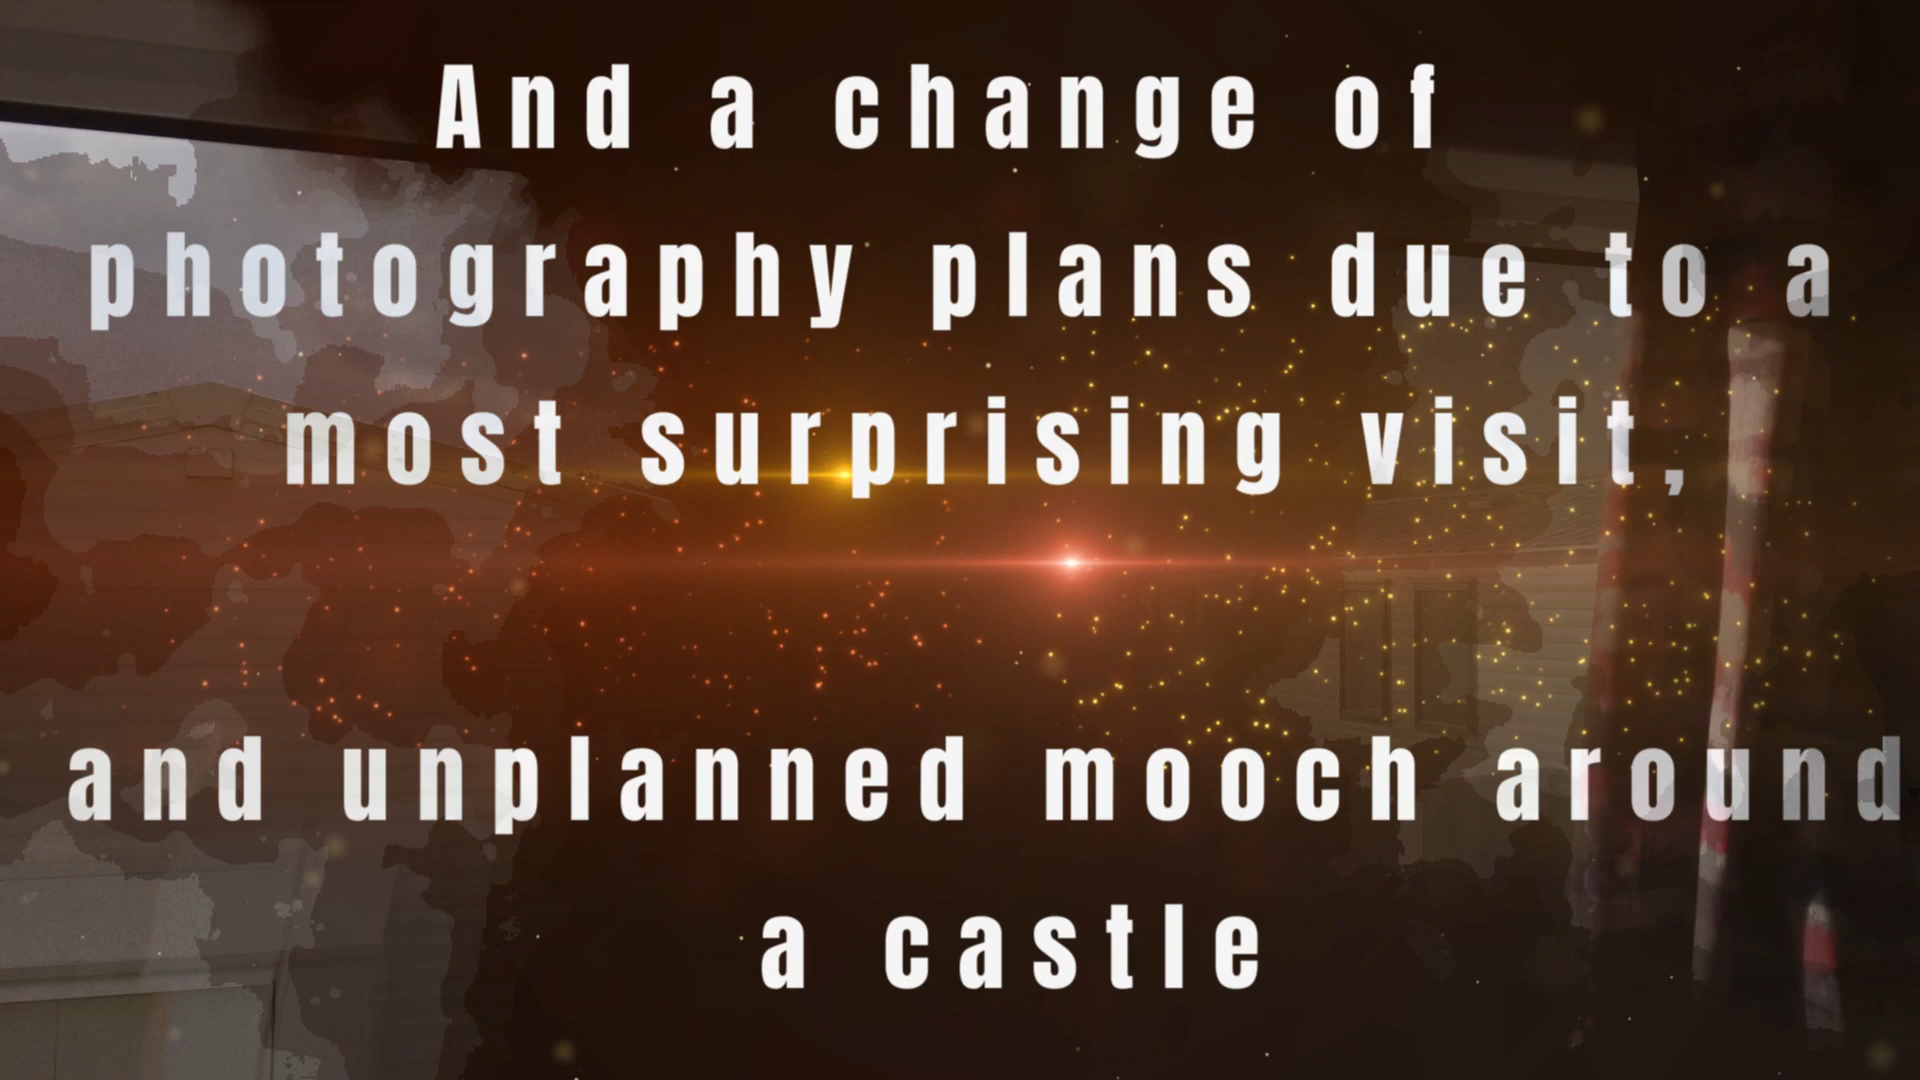 And a change of
photography plans due to a
most surprising visit,
and unplanned mooch around
a castle